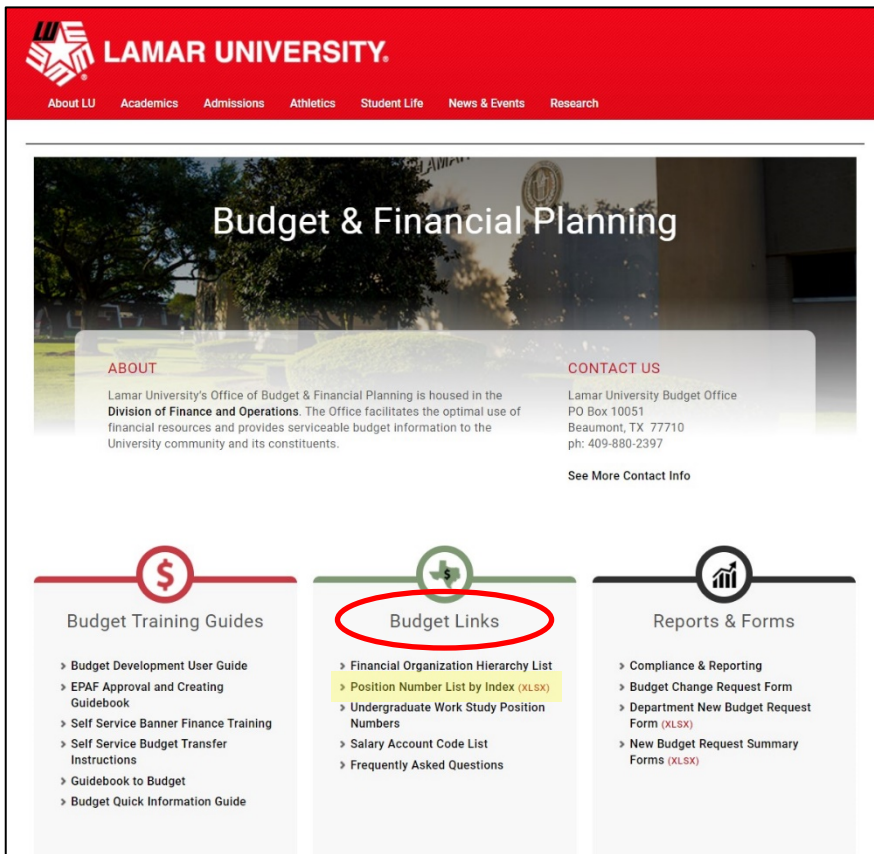 LAMAR UNIVERSITY®
About LU Academics Admissions Athletics Student Life News & Events Research
Budget & Financial Planning
ABOUT
Lamar University's Office of Budget & Financial Planning is housed in the
Division of Finance and Operations. The Office facilitates the optimal use of
financial resources and provides serviceable budget information to the
University community and its constituents.
CONTACT US
Lamar University Budget Office
PO Box 10051
Beaumont, TX 77710
ph: 409-880-2397
See More Contact Info
$
Budget Training Guides
> Budget Development User Guide
> EPAF Approval and Creating
Guidebook
> Self Service Banner Finance Training
> Self Service Budget Transfer
Instructions
> Guidebook to Budget
> Budget Quick Information Guide
$
Budget Links
> Financial Organization Hierarchy List
> Position Number List by Index (XLSX)
> Undergraduate Work Study Position
Numbers
> Salary Account Code List
> Frequently Asked Questions
Reports & Forms
> Compliance & Reporting
> Budget Change Request Form
> Department New Budget Request
Form (XLSX)
> New Budget Request Summary
Forms (XLSX)